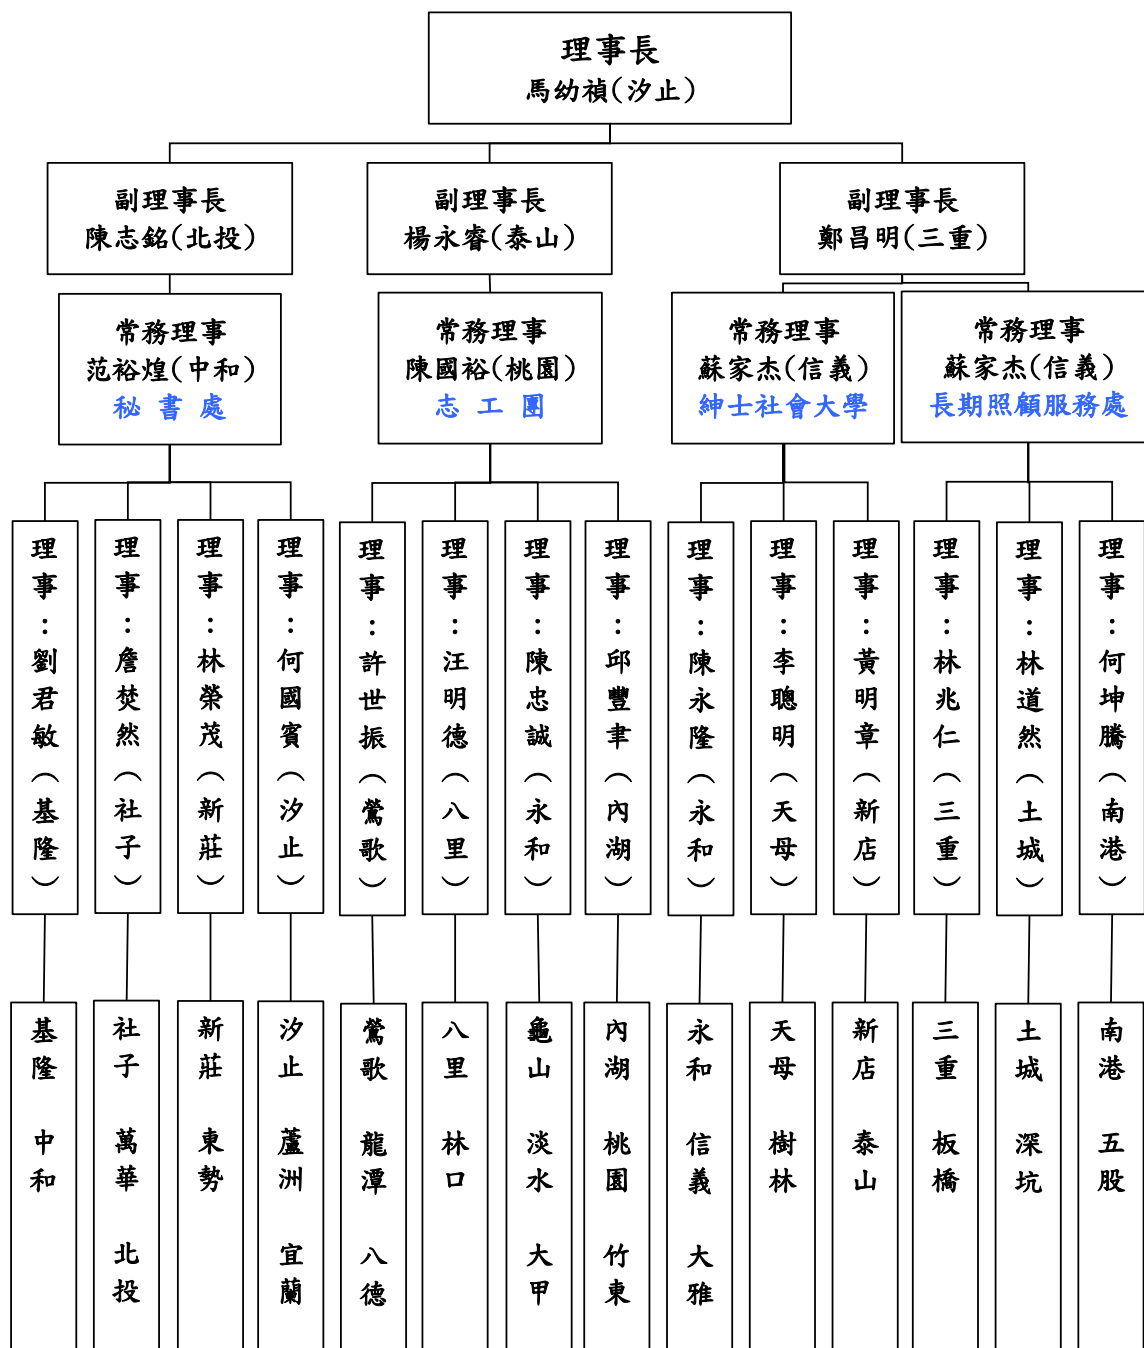 理事長
馬幼禎(汐止)
副理事長
陳志銘(北投)
副理事長
楊永睿(泰山)
副理事長
鄭昌明(三重)
常務理事
范裕煌(中和)
秘書處
常務理事
陳國裕(桃園)
志工團
常務理事
蘇家杰(信義)
紳士社會大學
常務理事
蘇家杰(信義)
長期照顧服務處
理事：劉君敏(基隆)
理事：詹焚然(社子)
理事：林榮茂(新莊)
理事：何國賓(汐止)
理事：許世振(鶯歌)
理事：汪明德(八里)
理事：陳忠誠(永和)
理事：邱豐聿(內湖)
理事：陳永隆(永和)
理事：李聰明(天母)
理事：黃明章(新店)
理事：林兆仁(三重)
理事：林道然(土城)
理事：何坤騰(南港)
基隆 中和
社子 萬華 北投
新莊 東勢
汐止 蘆洲 宜蘭
鶯歌 龍潭 八德
八里 林口
龜山 淡水 大甲
內湖 桃園 竹東
永和 信義 大雅
天母 樹林
新店 泰山
三重 板橋
土城 深坑
南港 五股